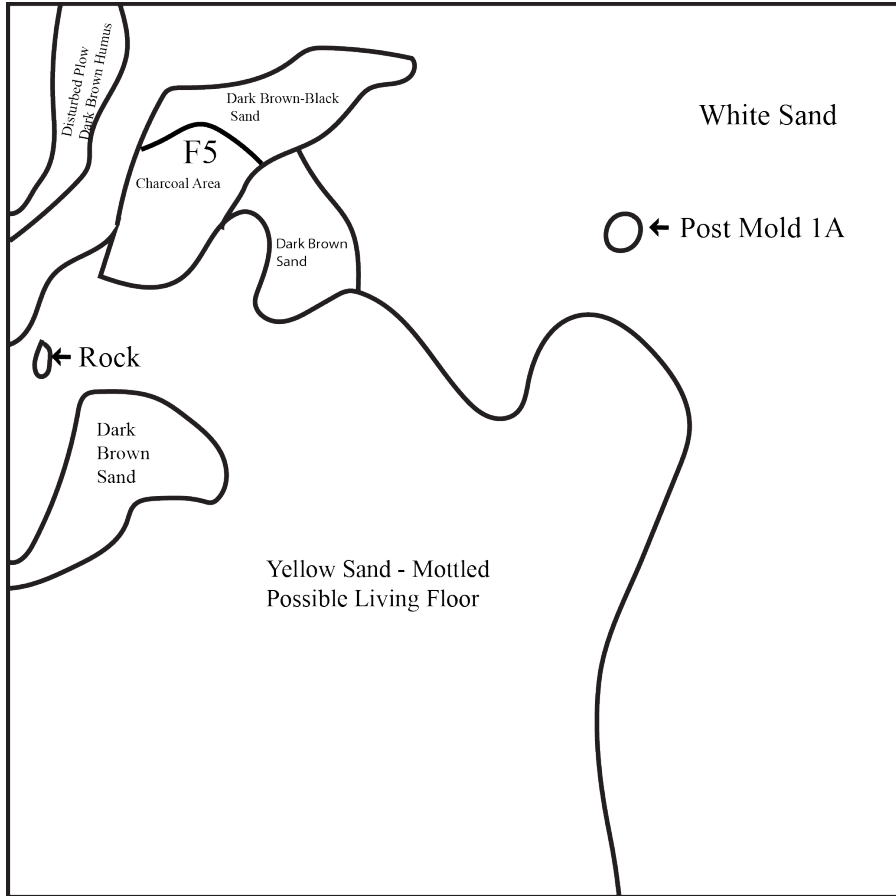 Disturbed Plow
Dark Brown Humus
Dark Brown-Black
Sand
White Sand
F5
Charcoal Area
Post Mold 1A
Dark Brown
Sand
Rock
Dark
Brown
Sand
Yellow Sand - Mottled
Possible Living Floor